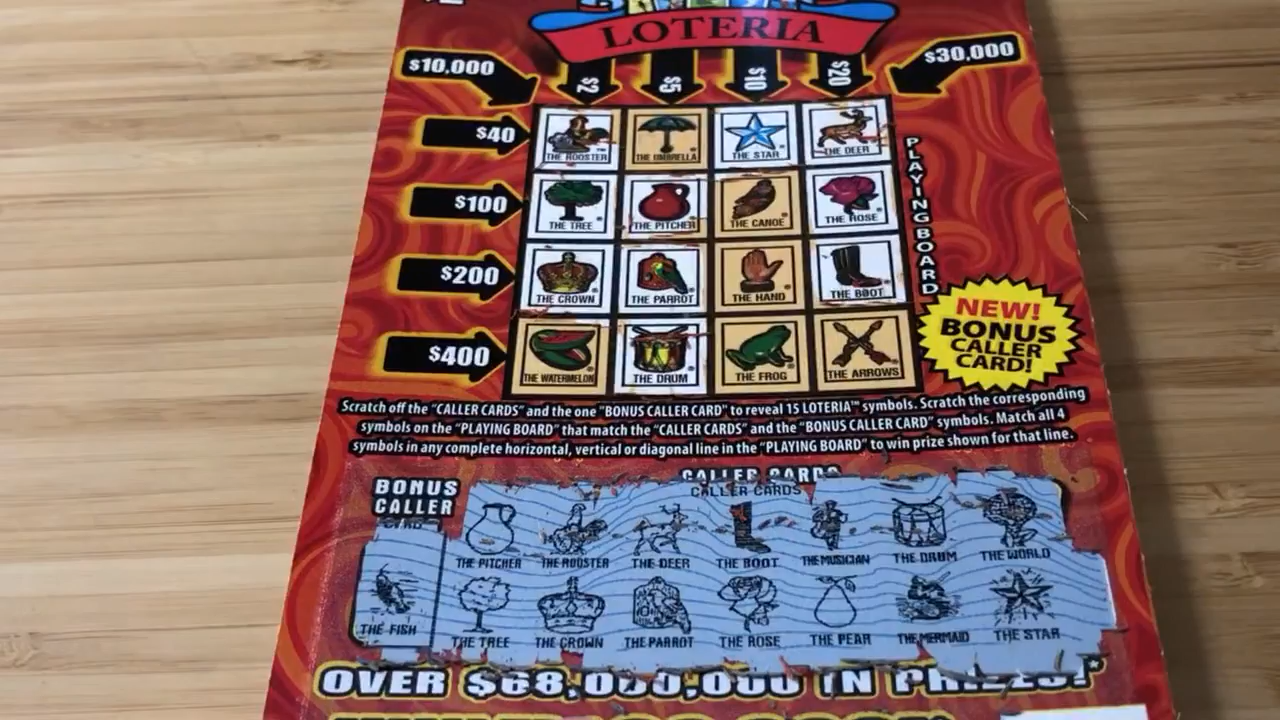 LOTERIA
$10,000
$30,000
$2 $5 $10 $20
$40
THE ROOSTER THE UMBRELLA THE STAR THE DEER
$100
THE TREE THE PITCHER THE CANOE THE ROSE
$200
THE CROWN THE PARROT THE HAND THE BOOT
$400
THE WATERMELON THE DRUM THE FROG THE ARROWS
PLAYING BOARD
NEW!
BONUS
CALLER
CARD!
Scratch off the "CALLER CARDS" and the one "BONUS CALLER CARD" to reveal 15 LOTERIA™ symbols. Scratch the corresponding
symbols on the "PLAYING BOARD" that match the "CALLER CARDS" and the "BONUS CALLER CARD" symbols. Match all 4
symbols in any complete horizontal, vertical or diagonal line in the "PLAYING BOARD" to win prize shown for that line.
CALLER CARDS
CALLER CARDS
BONUS
CALLER
THE PITCHER THE ROOSTER THE DEER THE BOOT THE MUSICIAN THE DRUM THE WORLD
THE FISH THE TREE THE CROWN THE PARROT THE ROSE THE PEAR THE MERMAID THE STAR
OVER $68,000,000 IN PRIZES!*